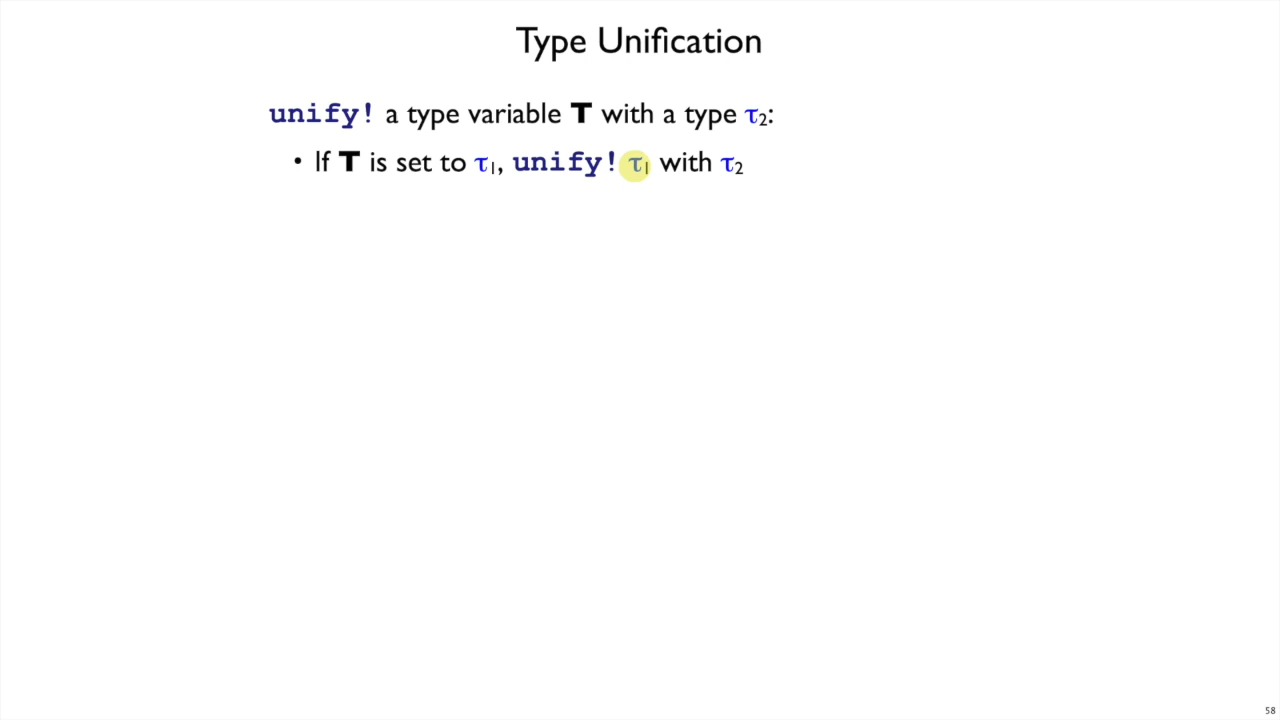 Type Unification
unify! a type variable T with a type τ₂:
• If T is set to τ₁, unify! τ₁ with τ₂
58